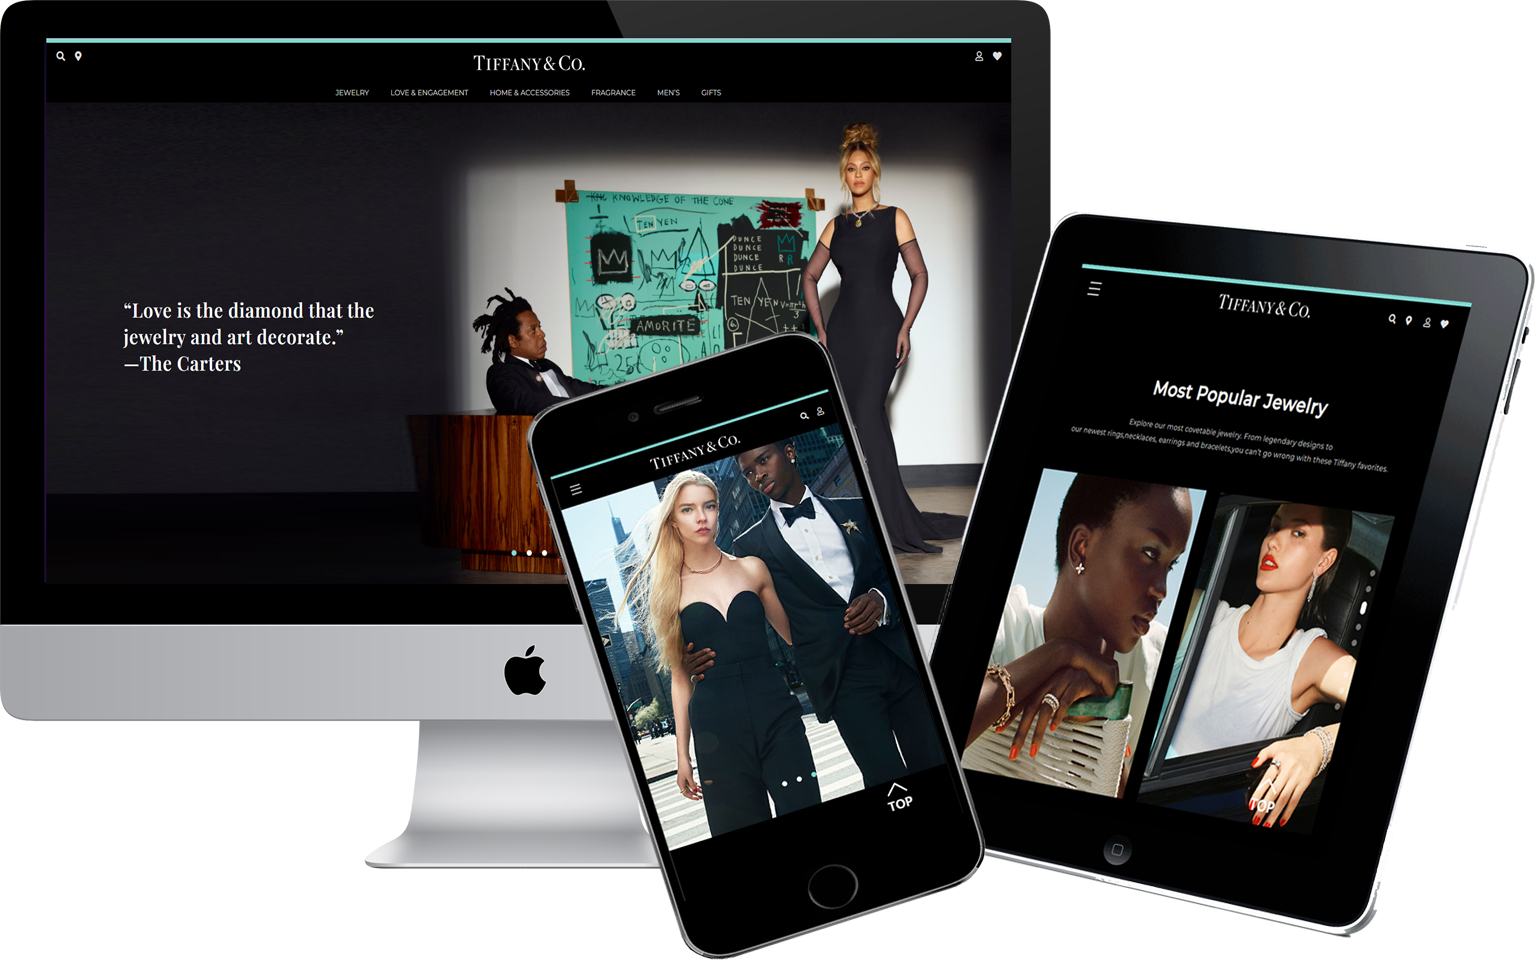 TIFFANY & CO.
JEWELRY LOVE & ENGAGEMENT HOME & ACCESSORIES FRAGRANCE MEN'S GIFTS
“Love is the diamond that the
jewelry and art decorate.”
—The Carters
KNOWLEDGE OF THE CONE
TEN YEN
DUNCE
DUNCE
DUNCE R R
DUNCE
TEN YEN
AMORITE
TIFFANY & CO.
TOP
TIFFANY & CO.
Most Popular Jewelry
Explore our most covetable jewelry. From legendary designs to
our newest rings,necklaces, earrings and bracelets,you can't go wrong with these Tiffany favorites.
TOP